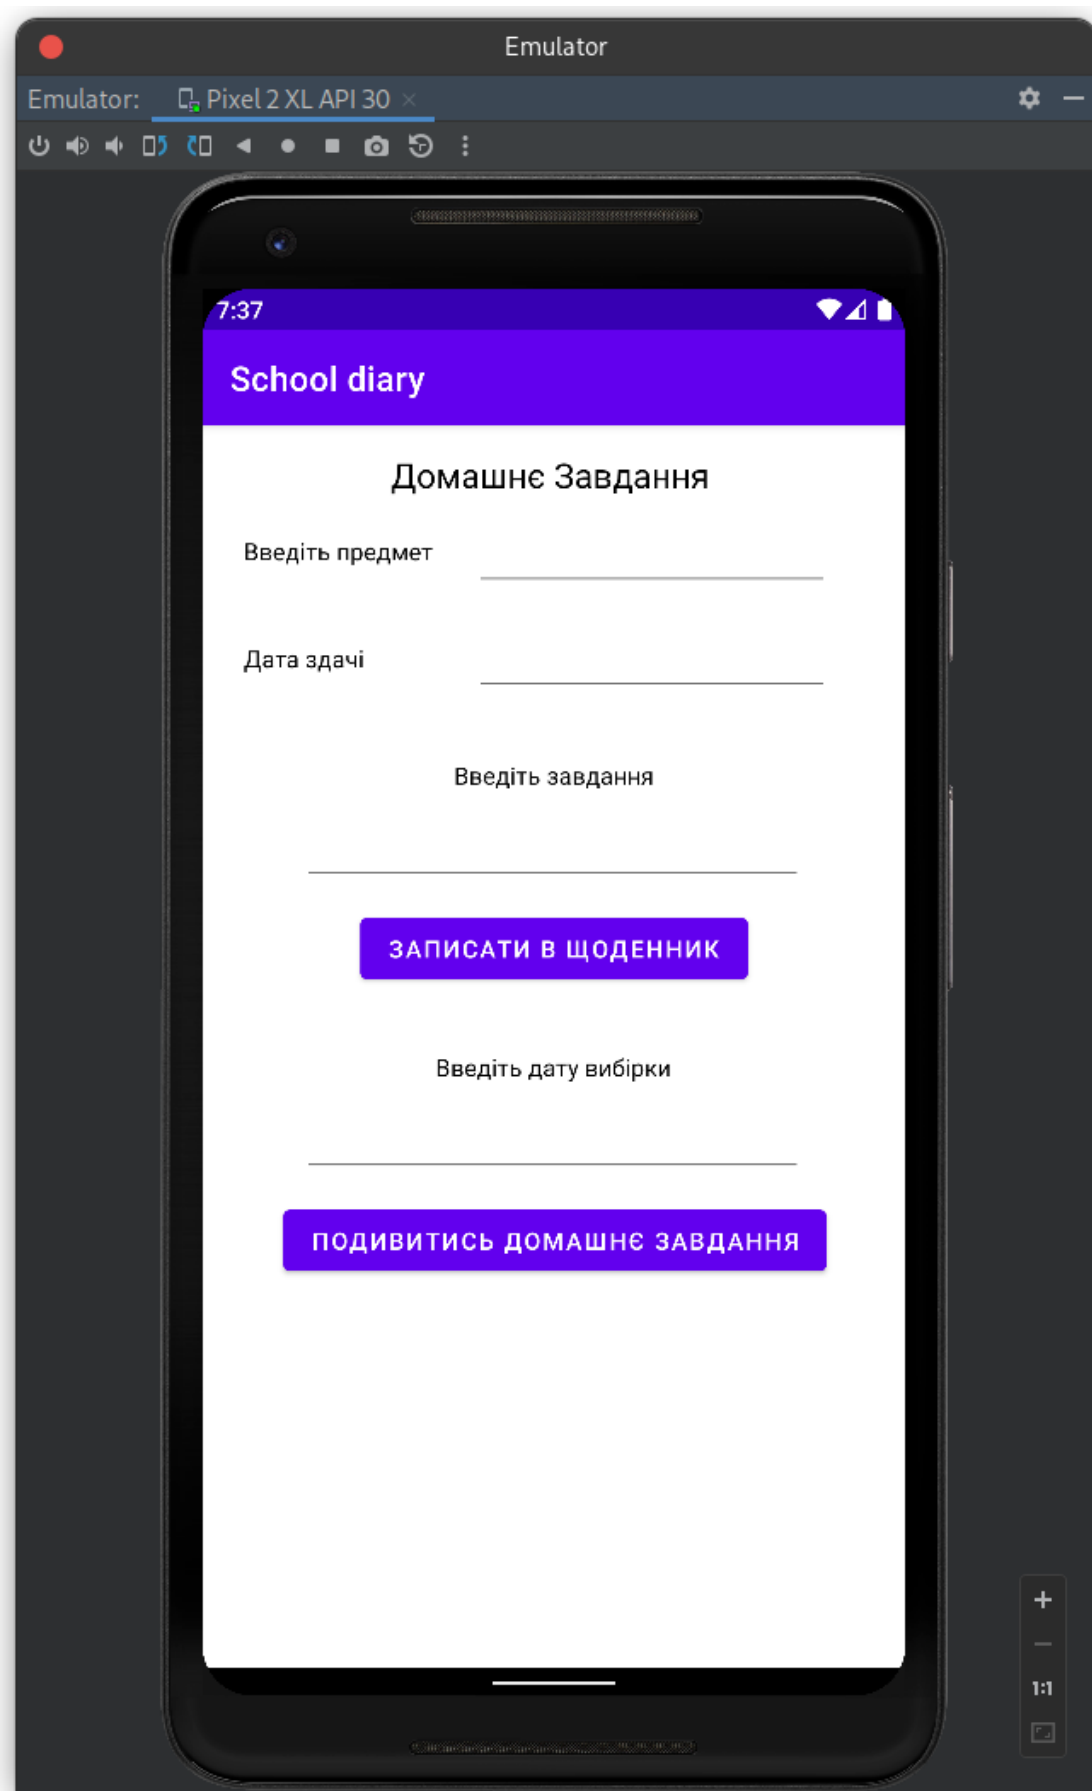 Emulator
Emulator: Pixel 2 XL API 30
7:37
School diary
Домашнє Завдання
Введіть предмет
Дата здачі
Введіть завдання
ЗАПИСАТИ В ЩОДЕННИК
Введіть дату вибірки
ПОДИВИТИСЬ ДОМАШНЄ ЗАВДАННЯ
1:1